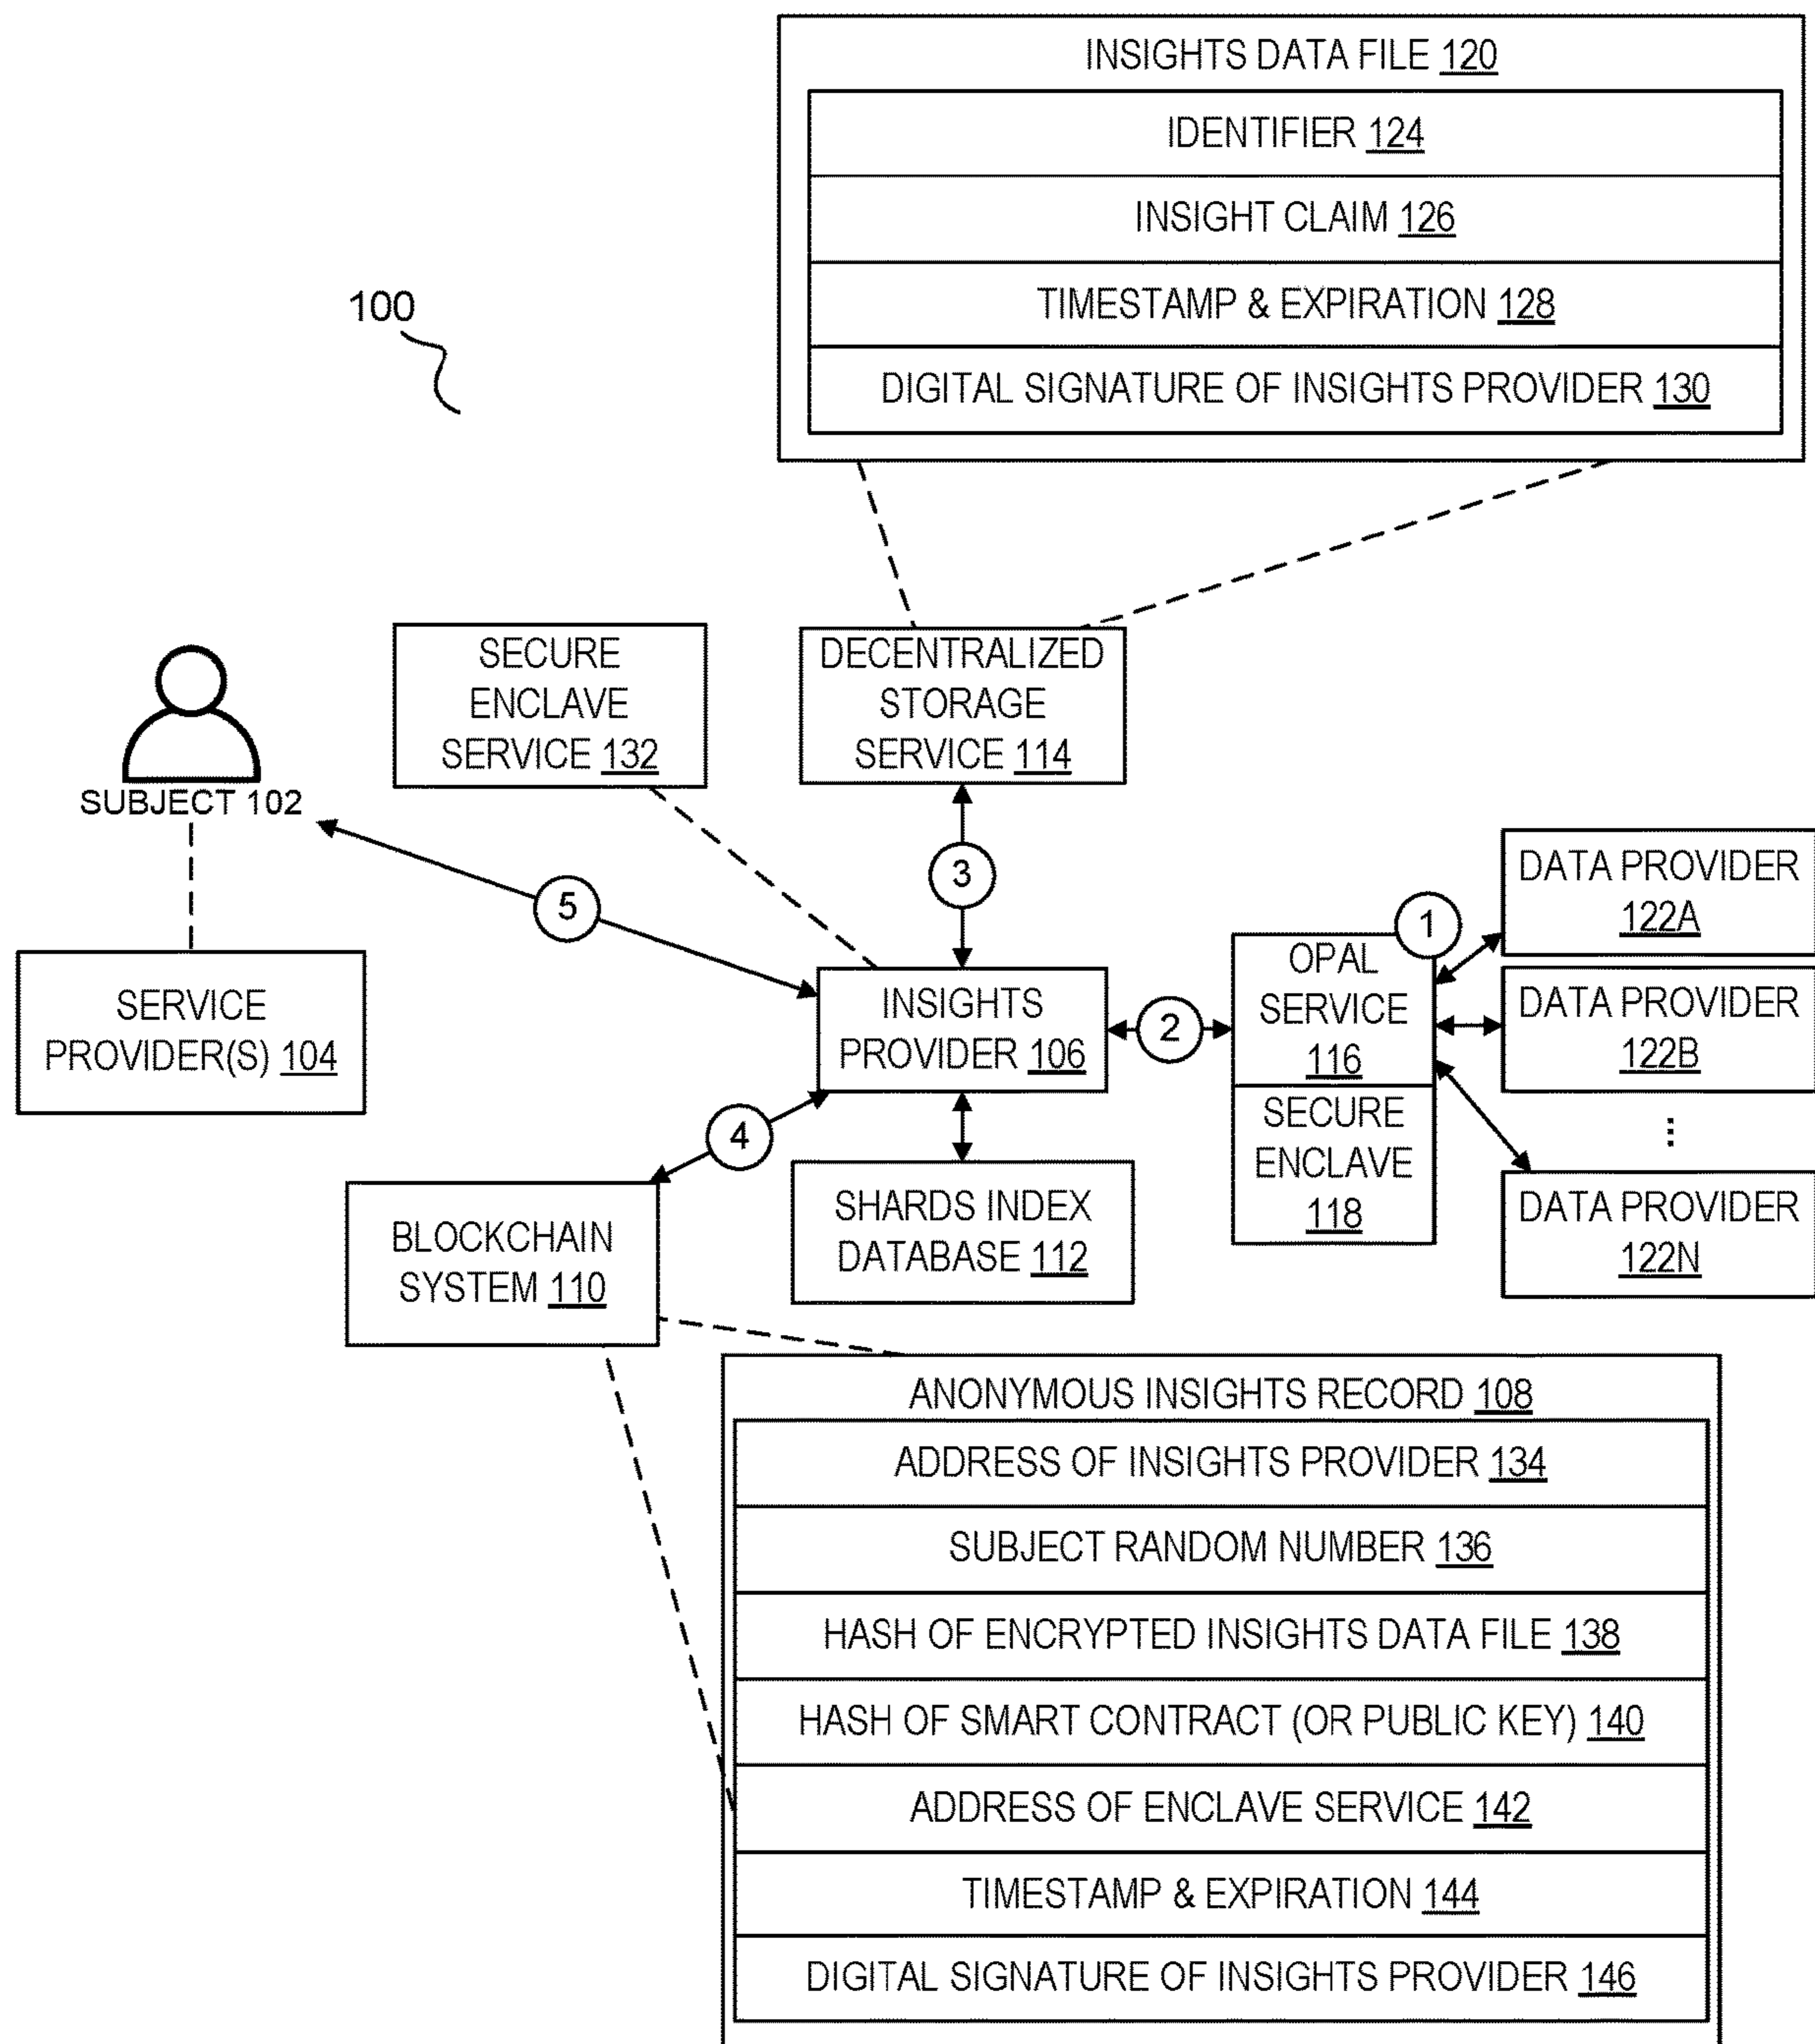 INSIGHTS DATA FILE 120
IDENTIFIER 124
INSIGHT CLAIM 126
TIMESTAMP & EXPIRATION 128
DIGITAL SIGNATURE OF INSIGHTS PROVIDER 130
100
SECURE
ENCLAVE
SERVICE 132
DECENTRALIZED
STORAGE
SERVICE 114
SUBJECT 102
3
5
1
DATA PROVIDER
122A
SERVICE
PROVIDER(S) 104
INSIGHTS
PROVIDER 106
2
OPAL
SERVICE
116
DATA PROVIDER
122B
4
SECURE
ENCLAVE
118
...
DATA PROVIDER
122N
BLOCKCHAIN
SYSTEM 110
SHARDS INDEX
DATABASE 112
ANONYMOUS INSIGHTS RECORD 108
ADDRESS OF INSIGHTS PROVIDER 134
SUBJECT RANDOM NUMBER 136
HASH OF ENCRYPTED INSIGHTS DATA FILE 138
HASH OF SMART CONTRACT (OR PUBLIC KEY) 140
ADDRESS OF ENCLAVE SERVICE 142
TIMESTAMP & EXPIRATION 144
DIGITAL SIGNATURE OF INSIGHTS PROVIDER 146